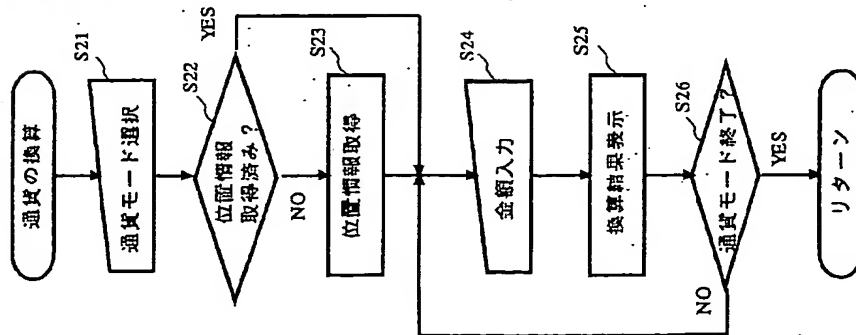 通貨の換算
S21
通貨モード選択
S22
位置情報
取得済み?
YES
NO
S23
位置情報取得
S24
金額入力
S25
換算結果表示
S26
通貨モード終了?
NO
YES
リターン